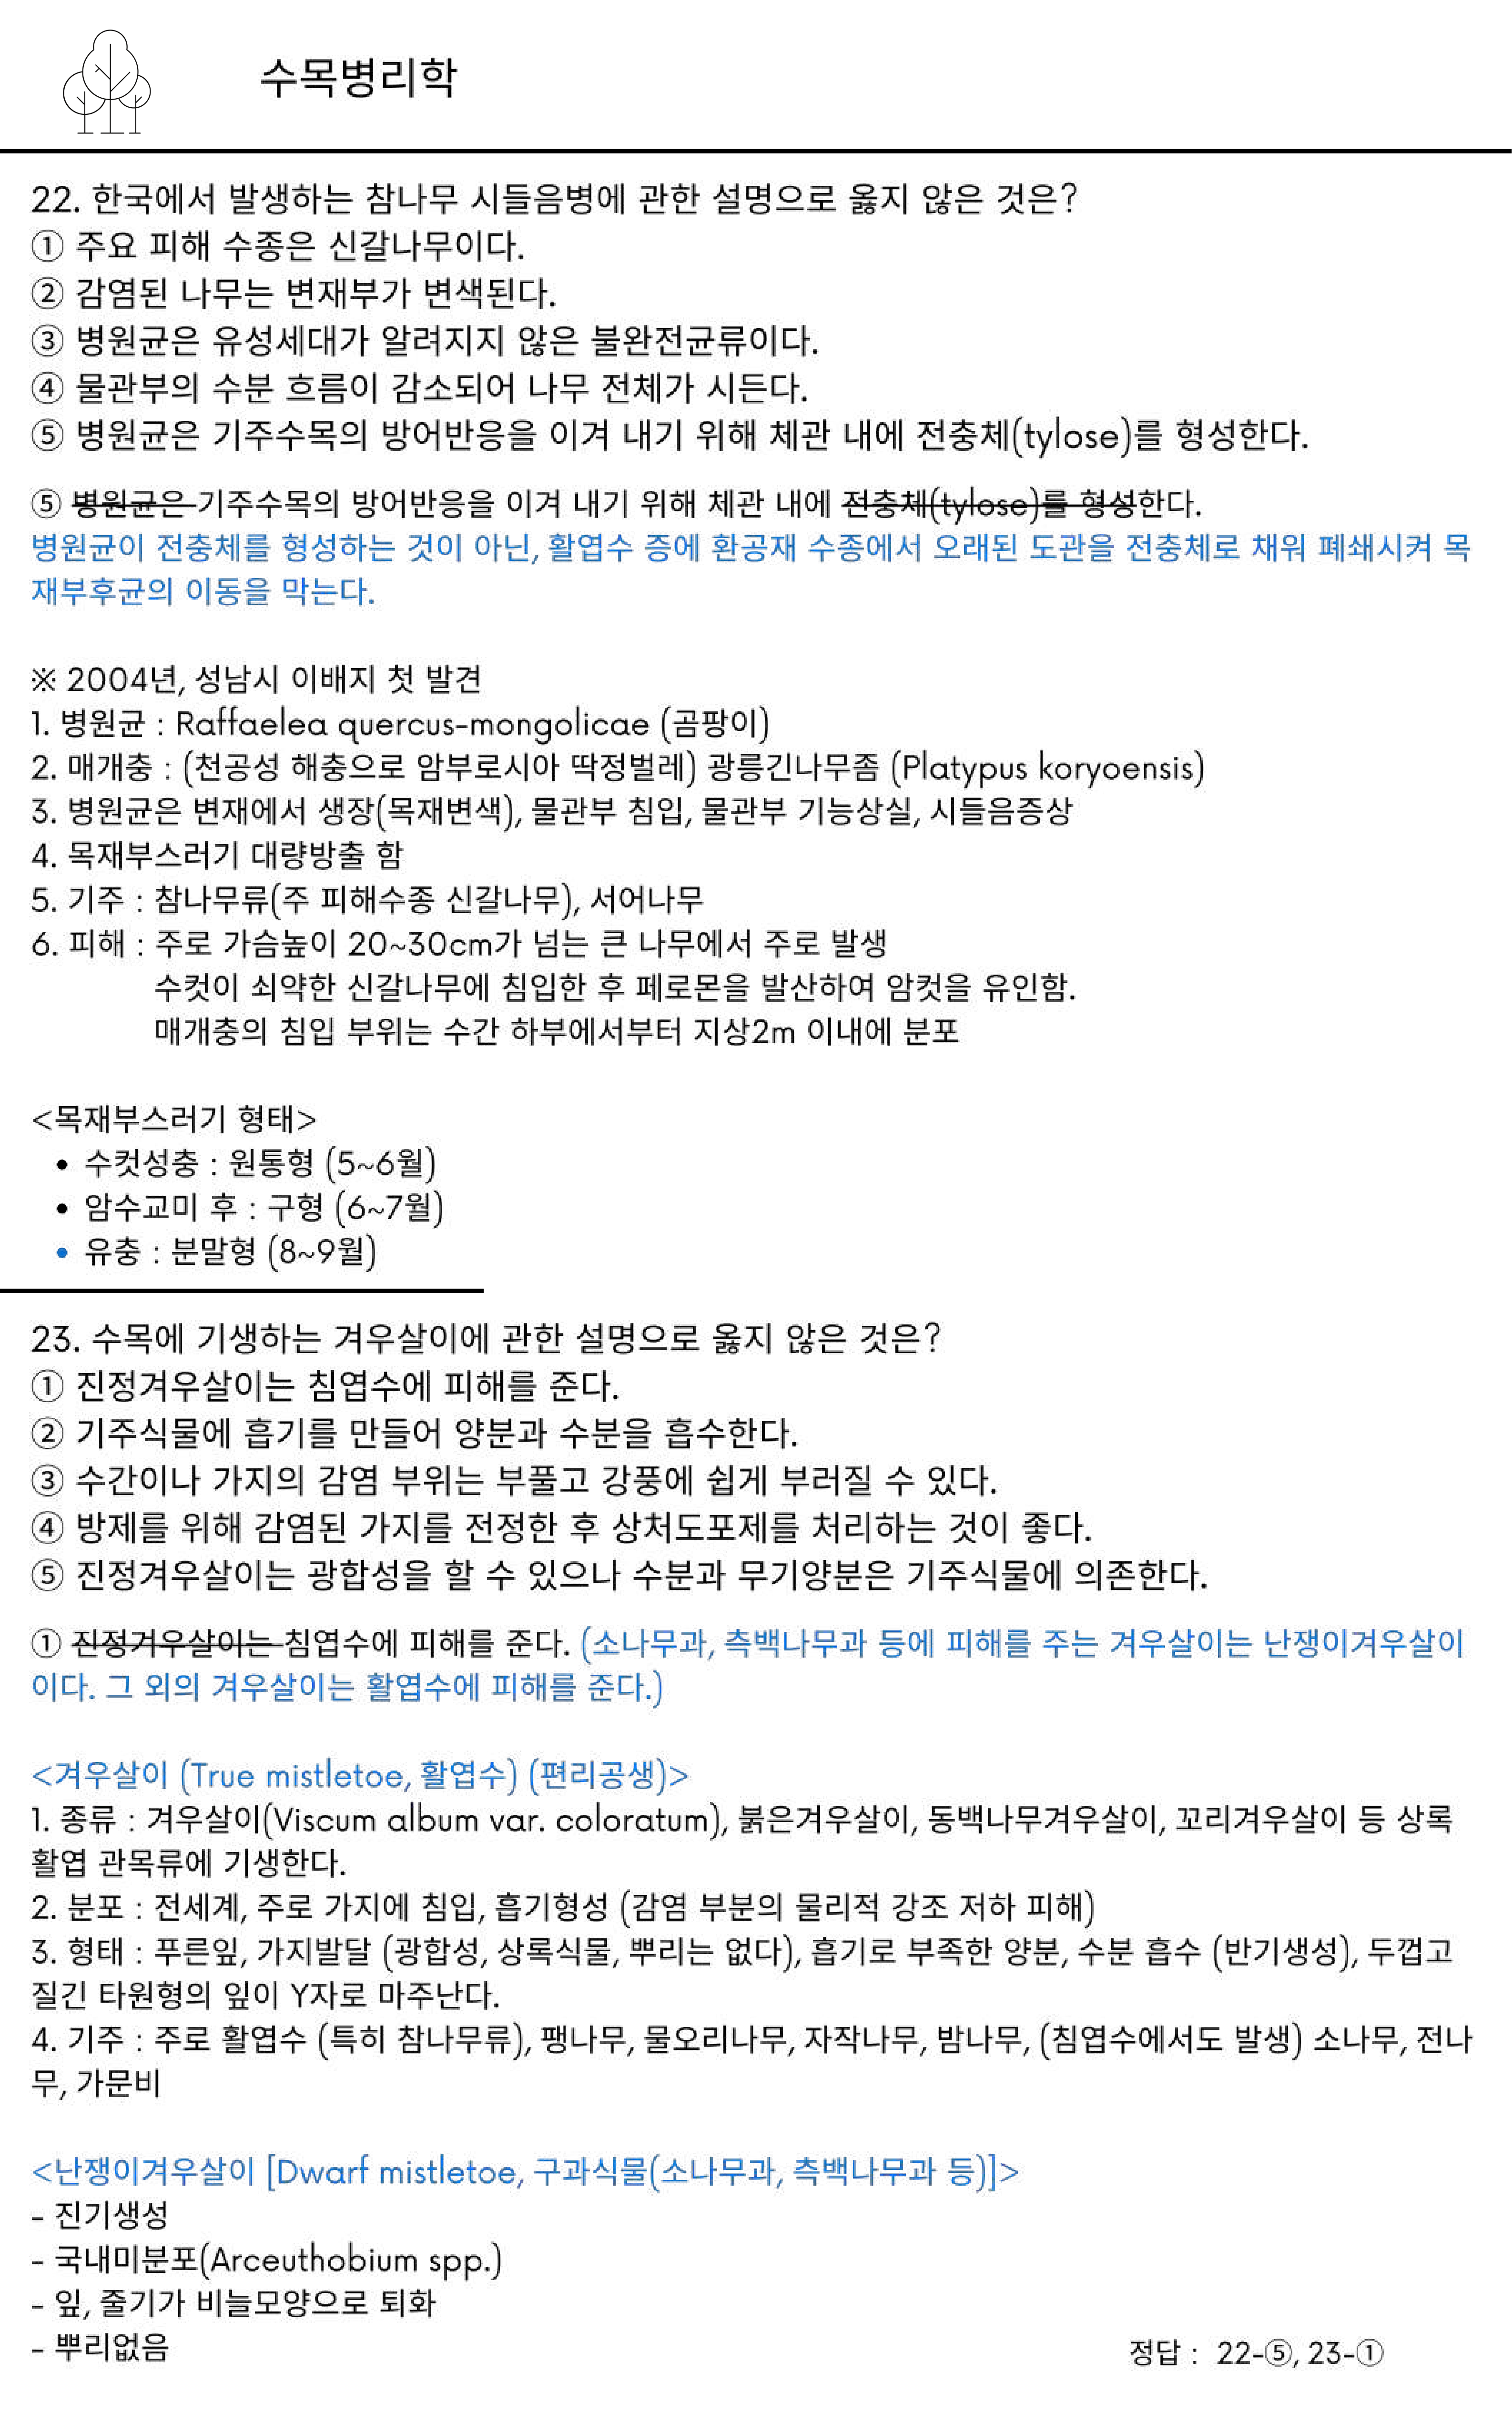 수목병리학
22. 한국에서 발생하는 참나무 시들음병에 관한 설명으로 옳지 않은 것은?
① 주요 피해 수종은 신갈나무이다.
② 감염된 나무는 변재부가 변색된다.
③ 병원균은 유성세대가 알려지지 않은 불완전균류이다.
④ 물관부의 수분 흐름이 감소되어 나무 전체가 시든다.
⑤ 병원균은 기주수목의 방어반응을 이겨 내기 위해 체관 내에 전충체(tylose)를 형성한다.
⑤ 병원균은 기주수목의 방어반응을 이겨 내기 위해 체관 내에 전충체(tylose)를 형성한다.
병원균이 전충체를 형성하는 것이 아닌, 활엽수 증에 환공재 수종에서 오래된 도관을 전충체로 채워 폐쇄시켜 목
재부후균의 이동을 막는다.
※ 2004년, 성남시 이배지 첫 발견
1. 병원균 : Raffaelea quercus-mongolicae (곰팡이)
2. 매개충 : (천공성 해충으로 암부로시아 딱정벌레) 광릉긴나무좀 (Platypus koryoensis)
3. 병원균은 변재에서 생장(목재변색), 물관부 침입, 물관부 기능상실, 시들음증상
4. 목재부스러기 대량방출 함
5. 기주 : 참나무류(주 피해수종 신갈나무), 서어나무
6. 피해 : 주로 가슴높이 20~30cm가 넘는 큰 나무에서 주로 발생
수컷이 쇠약한 신갈나무에 침입한 후 페로몬을 발산하여 암컷을 유인함.
매개충의 침입 부위는 수간 하부에서부터 지상2m 이내에 분포
<목재부스러기 형태>
• 수컷성충 : 원통형 (5~6월)
• 암수교미 후 : 구형 (6~7월)
• 유충 : 분말형 (8~9월)
23. 수목에 기생하는 겨우살이에 관한 설명으로 옳지 않은 것은?
① 진정겨우살이는 침엽수에 피해를 준다.
② 기주식물에 흡기를 만들어 양분과 수분을 흡수한다.
③ 수간이나 가지의 감염 부위는 부풀고 강풍에 쉽게 부러질 수 있다.
④ 방제를 위해 감염된 가지를 전정한 후 상처도포제를 처리하는 것이 좋다.
⑤ 진정겨우살이는 광합성을 할 수 있으나 수분과 무기양분은 기주식물에 의존한다.
① 진정겨우살이는 침엽수에 피해를 준다. (소나무과, 측백나무과 등에 피해를 주는 겨우살이는 난쟁이겨우살이
이다. 그 외의 겨우살이는 활엽수에 피해를 준다.)
<겨우살이 (True mistletoe, 활엽수) (편리공생)>
1. 종류 : 겨우살이(Viscum album var. coloratum), 붉은겨우살이, 동백나무겨우살이, 꼬리겨우살이 등 상록
활엽 관목류에 기생한다.
2. 분포 : 전세계, 주로 가지에 침입, 흡기형성 (감염 부분의 물리적 강조 저하 피해)
3. 형태 : 푸른잎, 가지발달 (광합성, 상록식물, 뿌리는 없다), 흡기로 부족한 양분, 수분 흡수 (반기생성), 두껍고
질긴 타원형의 잎이 Y자로 마주난다.
4. 기주 : 주로 활엽수 (특히 참나무류), 팽나무, 물오리나무, 자작나무, 밤나무, (침엽수에서도 발생) 소나무, 전나
무, 가문비
<난쟁이겨우살이 [Dwarf mistletoe, 구과식물(소나무과, 측백나무과 등)]>
- 진기생성
- 국내미분포(Arceuthobium spp.)
- 잎, 줄기가 비늘모양으로 퇴화
- 뿌리없음
정답 : 22-⑤, 23-①